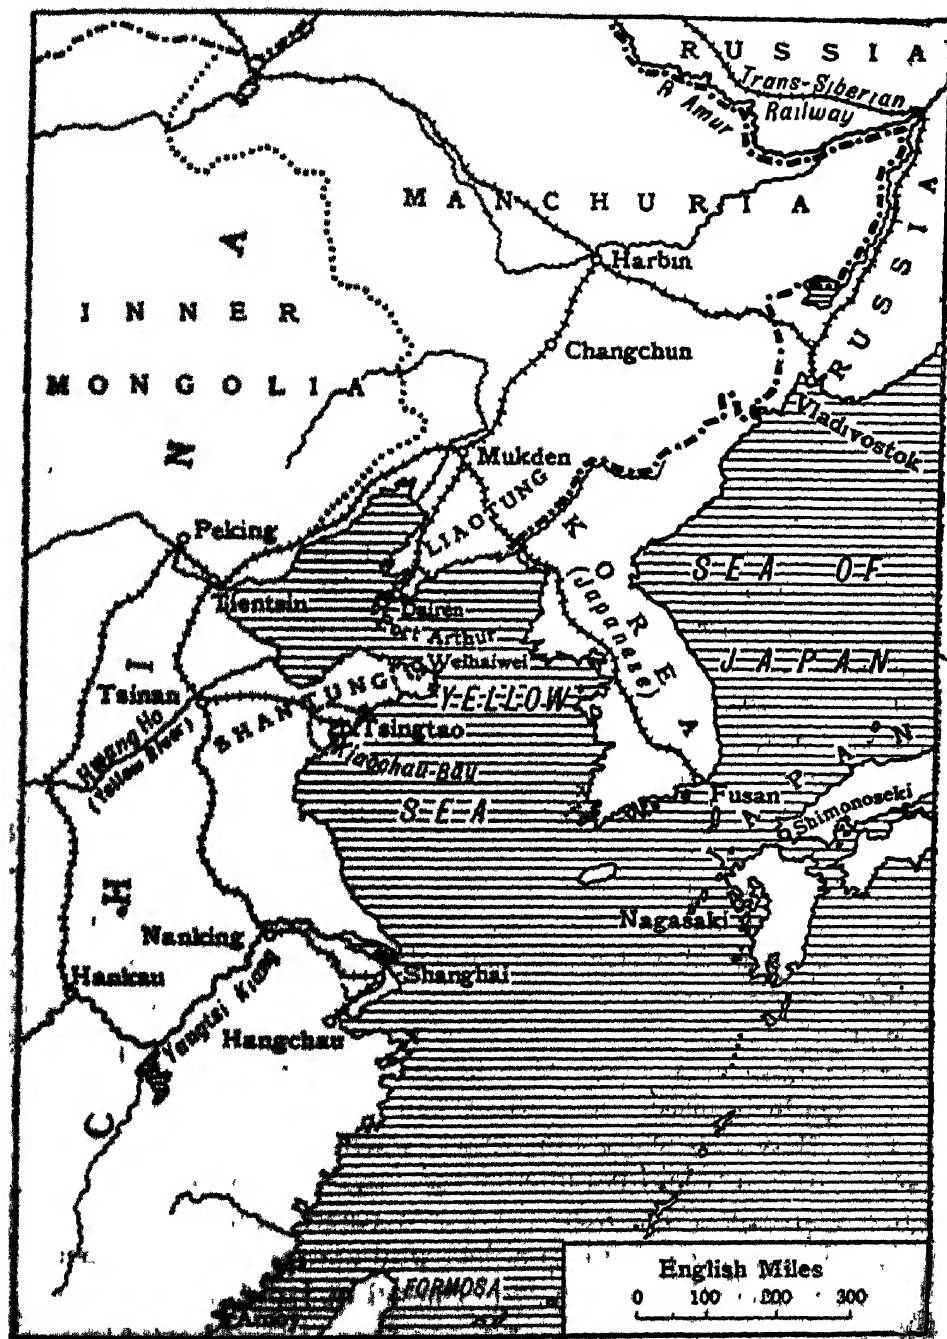 RUSSIA
Trans-Siberian
Railway
R Amur
MANCHURIA
Harbin
RUSSIA
INNER
MONGOLIA
Changchun
Vladivostok
Mukden
LIAOTUNG
Peking
Tientsin
Dairen
Port Arthur
KOREA
(Japanese)
SEA OF
JAPAN
Weihaiwei
YELLOW
SEA
Tsinan
SHANTUNG
Tsingtao
Kiaochau Bay
Hwang Ho
(Yellow River)
Fusan
JAPAN
Shimonoseki
Nagasaki
CHINA
Nanking
Shanghai
Hankau
Yangtsi Kiang
Hangchau
FORMOSA
Amoy
English Miles
0 100 200 300